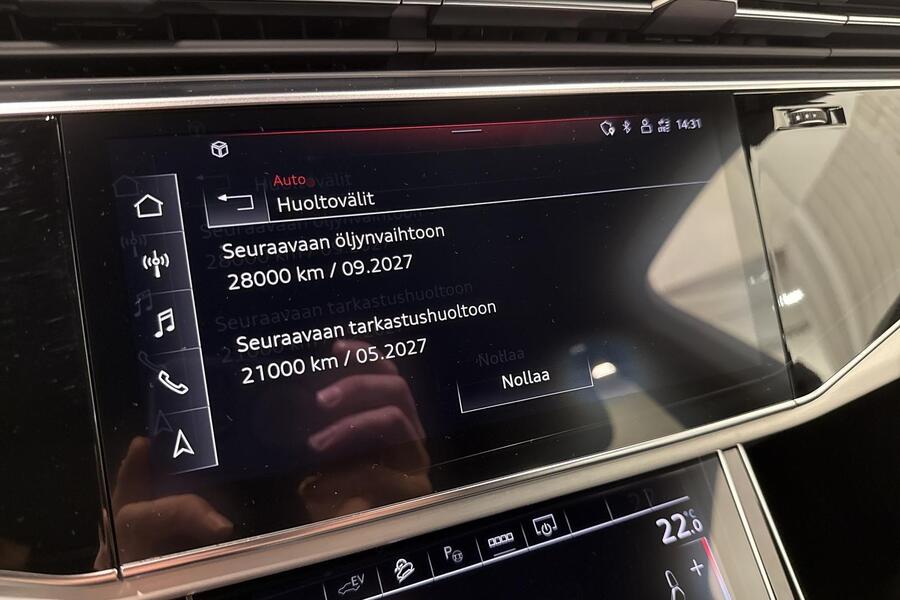 14:31
Auto
Huoltovälit
Seuraavaan öljynvaihtoon
28000 km / 09.2027
Seuraavaan tarkastushuoltoon
21000 km / 05.2027
Nollaa
EV
P
22.0°C
+